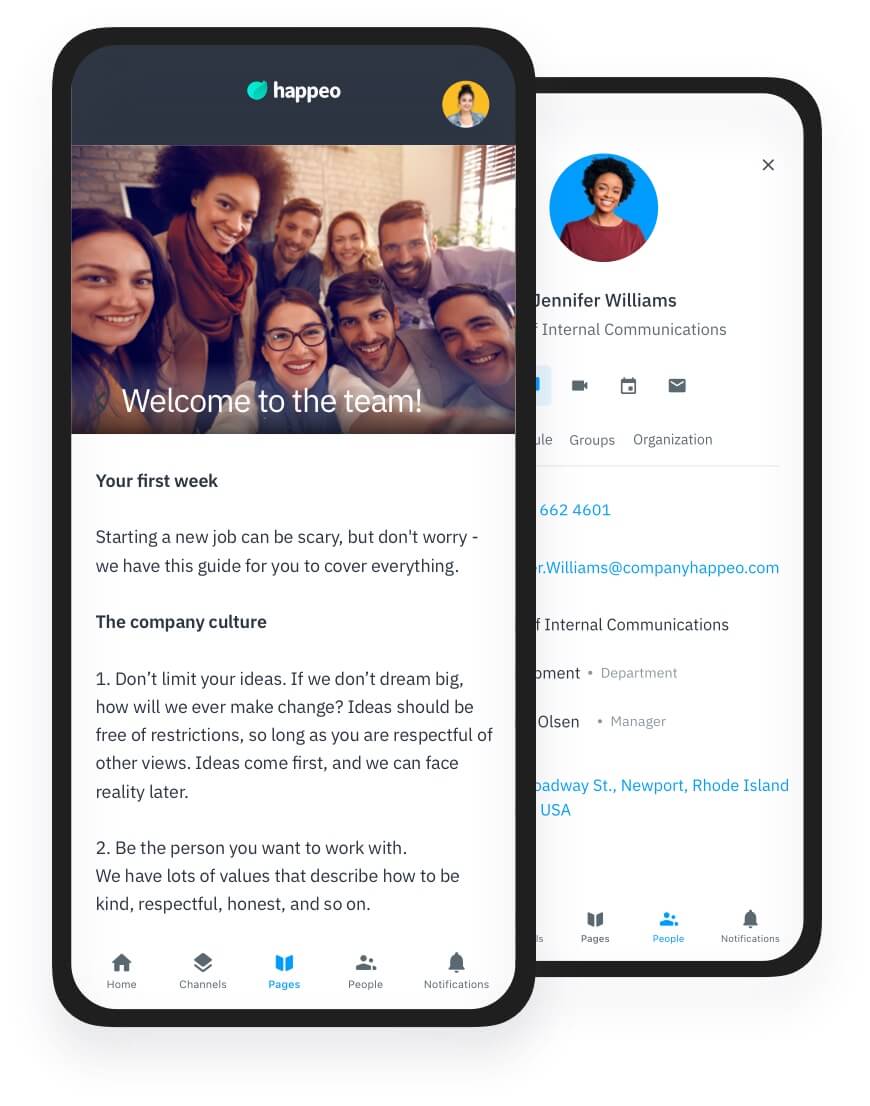 happeo
Welcome to the team!
Your first week
Starting a new job can be scary, but don't worry -
we have this guide for you to cover everything.
The company culture
1. Don’t limit your ideas. If we don’t dream big,
how will we ever make change? Ideas should be
free of restrictions, so long as you are respectful of
other views. Ideas come first, and we can face
reality later.
2. Be the person you want to work with.
We have lots of values that describe how to be
kind, respectful, honest, and so on.
Home Channels Pages People Notifications
Jennifer Williams
Internal Communications
Groups Organization
662 4601
Williams@companyhappeo.com
Internal Communications
• Department
Olsen • Manager
St., Newport, Rhode Island
USA
Pages People Notifications